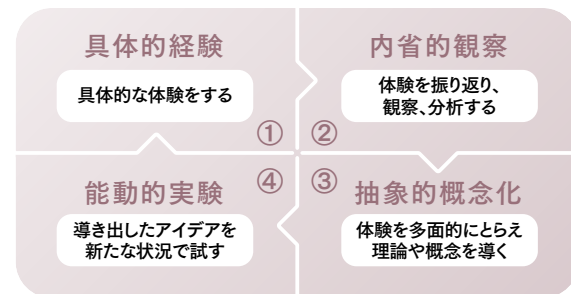 具体的経験
具体的な体験をする
①
内省的観察
体験を振り返り、
観察、分析する
②
③
抽象的概念化
体験を多面的にとらえ
理論や概念を導く
④
能動的実験
導き出したアイデアを
新たな状況で試す